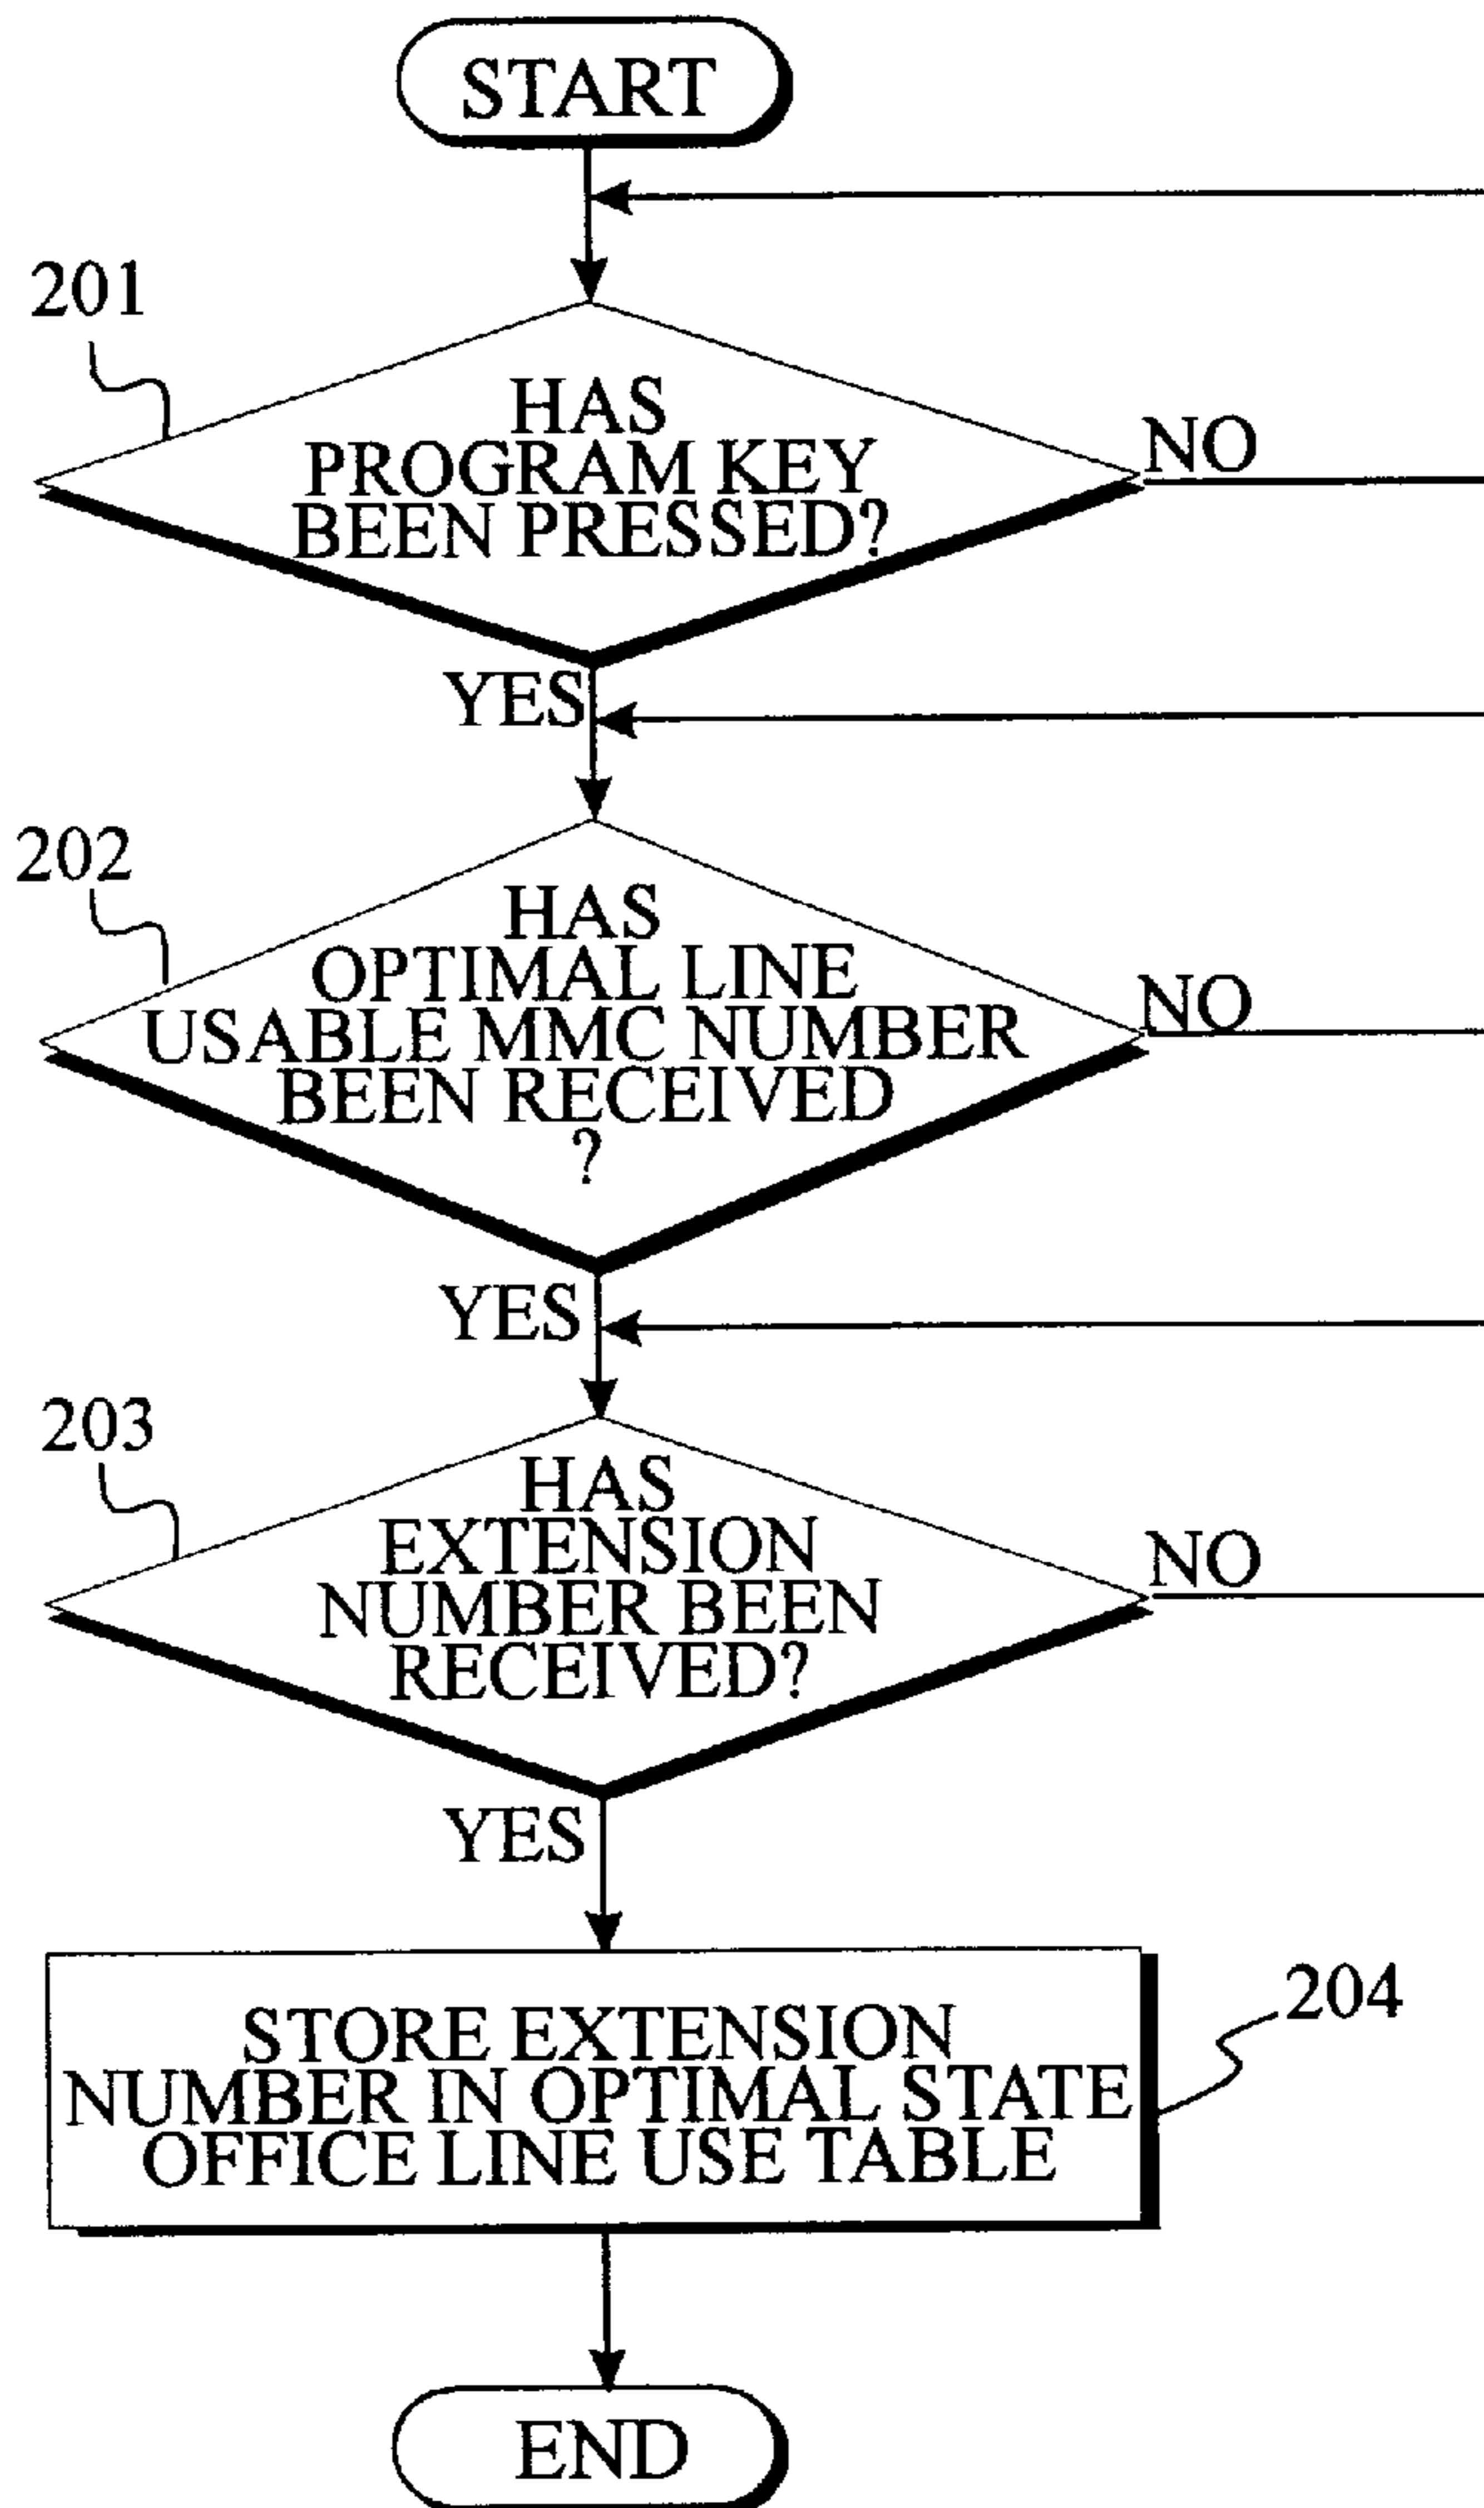 START
201
HAS
PROGRAM KEY
BEEN PRESSED?
NO
YES
202
HAS
OPTIMAL LINE
USABLE MMC NUMBER
BEEN RECEIVED
?
NO
YES
203
HAS
EXTENSION
NUMBER BEEN
RECEIVED?
NO
YES
204
STORE EXTENSION
NUMBER IN OPTIMAL STATE
OFFICE LINE USE TABLE
END